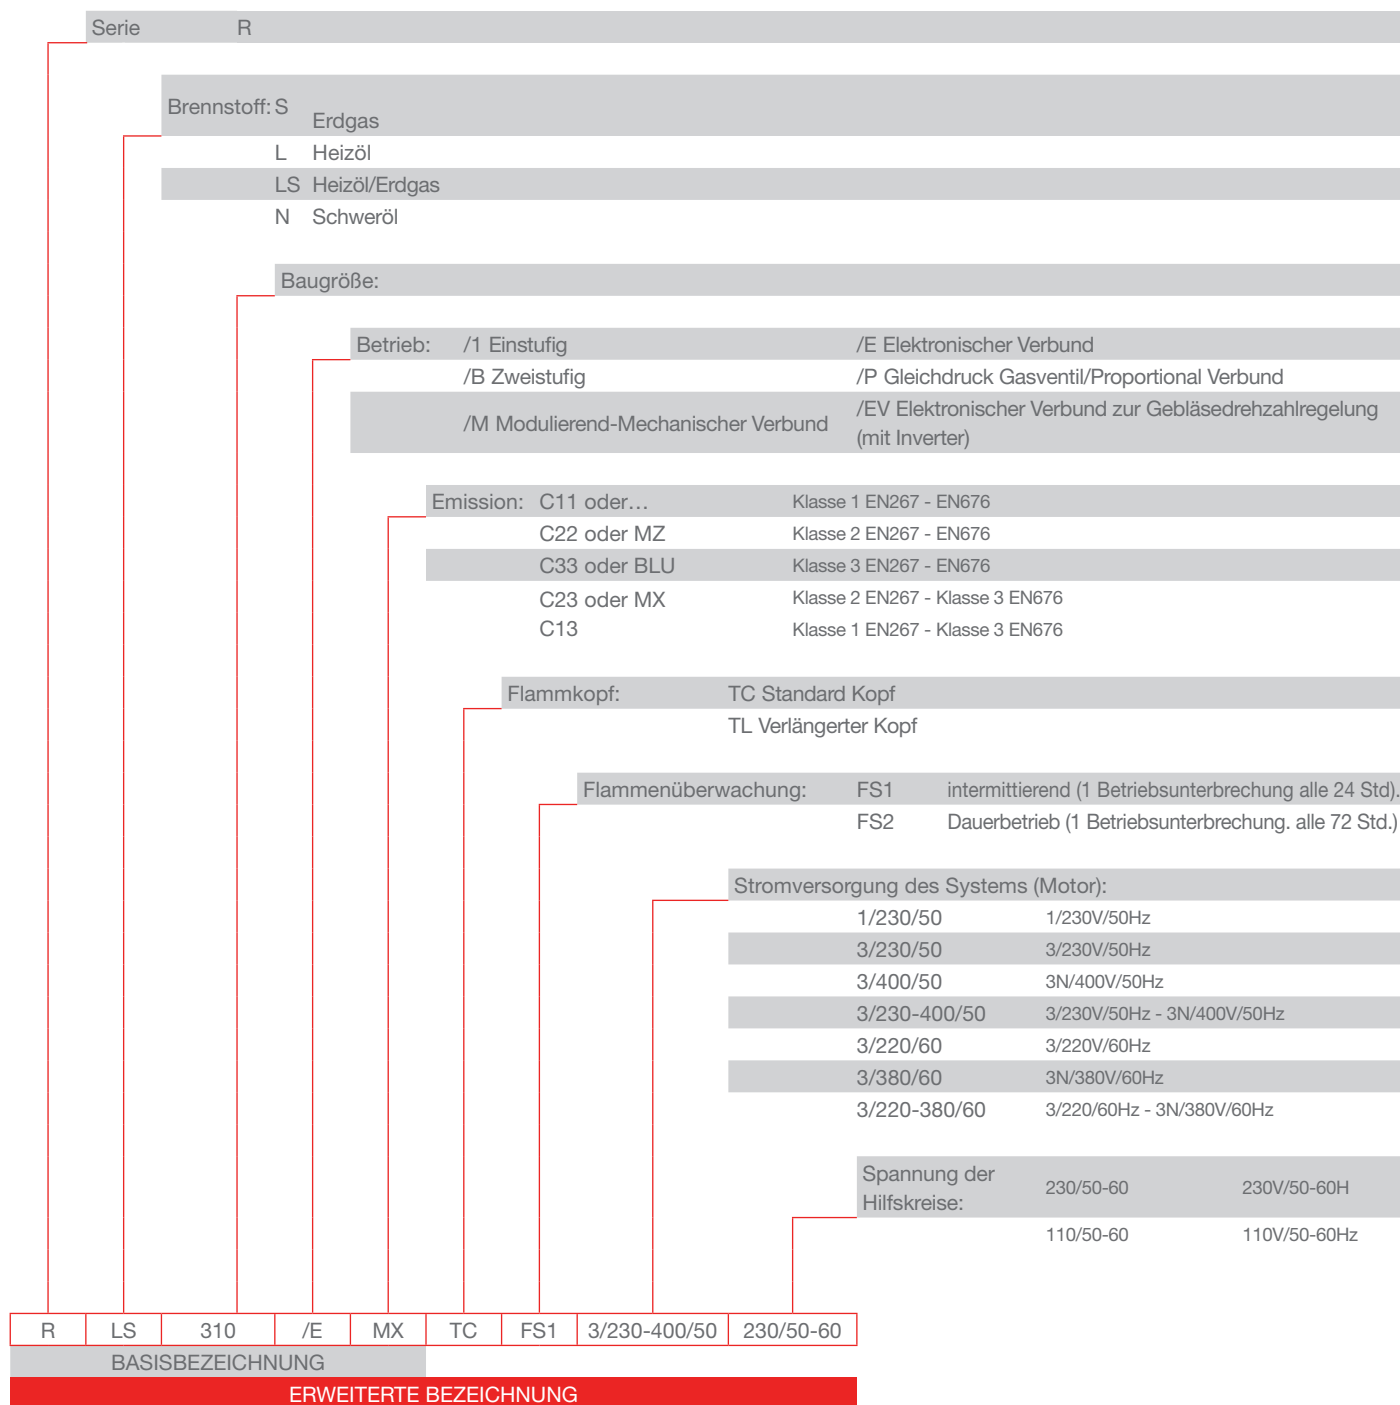 Serie R
Brennstoff: S
Erdgas
L Heizöl
LS Heizöl/Erdgas
N Schweröl
Baugröße:
Betrieb: /1 Einstufig /E Elektronischer Verbund
/B Zweistufig /P Gleichdruck Gasventil/Proportional Verbund
/M Modulierend-Mechanischer Verbund /EV Elektronischer Verbund zur Gebläsedrehzahlregelung
(mit Inverter)
Emission: C11 oder… Klasse 1 EN267 - EN676
C22 oder MZ Klasse 2 EN267 - EN676
C33 oder BLU Klasse 3 EN267 - EN676
C23 oder MX Klasse 2 EN267 - Klasse 3 EN676
C13 Klasse 1 EN267 - Klasse 3 EN676
Flammkopf: TC Standard Kopf
TL Verlängerter Kopf
Flammenüberwachung: FS1 intermittierend (1 Betriebsunterbrechung alle 24 Std).
FS2 Dauerbetrieb (1 Betriebsunterbrechung. alle 72 Std.)
Stromversorgung des Systems (Motor):
1/230/50 1/230V/50Hz
3/230/50 3/230V/50Hz
3/400/50 3N/400V/50Hz
3/230-400/50 3/230V/50Hz - 3N/400V/50Hz
3/220/60 3/220V/60Hz
3/380/60 3N/380V/60Hz
3/220-380/60 3/220/60Hz - 3N/380V/60Hz
Spannung der
Hilfskreise: 230/50-60 230V/50-60H
110/50-60 110V/50-60Hz
R LS 310 /E MX TC FS1 3/230-400/50 230/50-60
BASISBEZEICHNUNG
ERWEITERTE BEZEICHNUNG